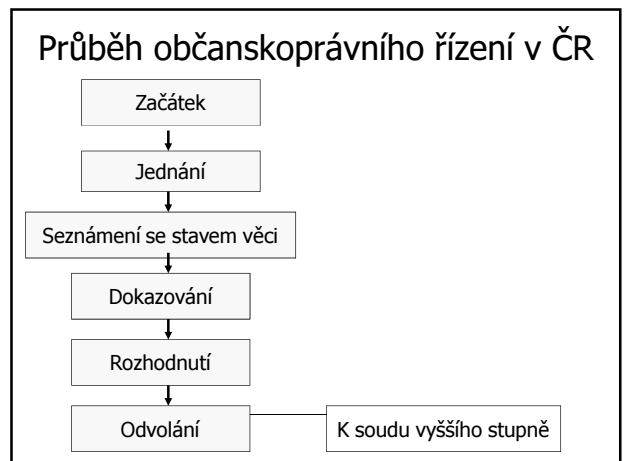 Průběh občanskoprávního řízení v ČR
Začátek
Jednání
Seznámení se stavem věci
Dokazování
Rozhodnutí
Odvolání
K soudu vyššího stupně